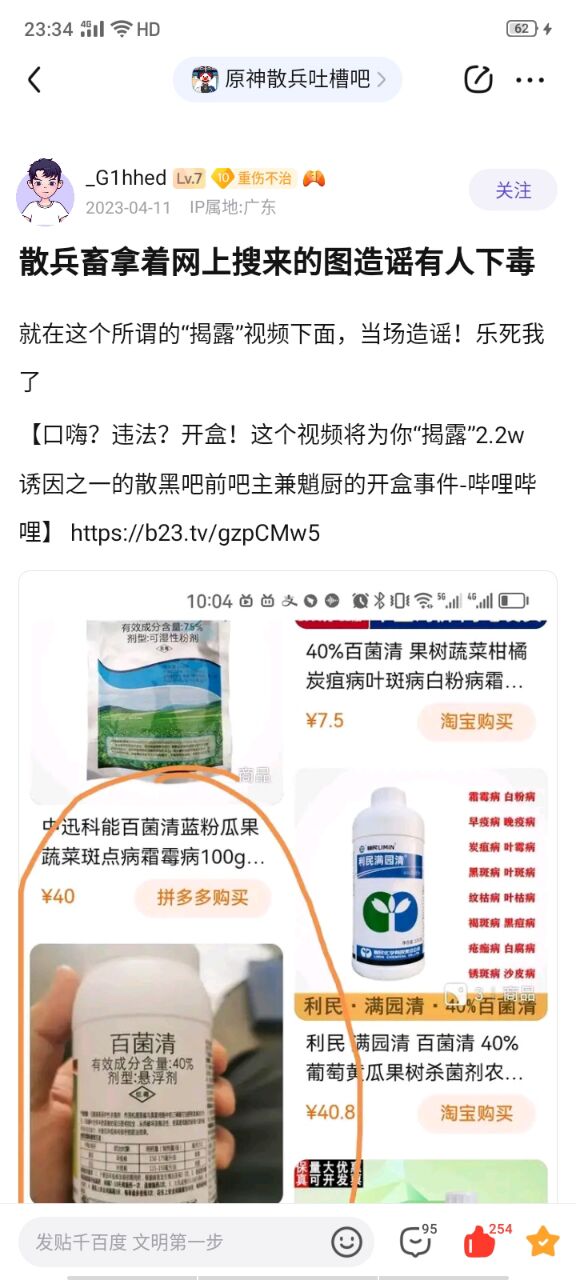 23:34 4G HD 62
原神散兵吐槽吧
_G1hhed Lv.7 10 重伤不治
关注
2023-04-11 IP属地:广东
散兵畜拿着网上搜来的图造谣有人下毒
就在这个所谓的“揭露”视频下面，当场造谣！乐死我
了
【口嗨？违法？开盒！这个视频将为你“揭露”2.2w
诱因之一的散黑吧前吧主兼魈厨的开盒事件-哔哩哔
哩】 https://b23.tv/gzpCMw5
10:04 5G 4G
有效成分含量:75%
剂型:可湿性粉剂
商品
中迅科能百菌清蓝粉瓜果
蔬菜斑点病霜霉病100g...
¥40
拼多多购买
百菌清
有效成分含量:40%
剂型:悬浮剂
低毒
40%百菌清 果树蔬菜柑橘
炭疽病叶斑病白粉病霜...
¥7.5
淘宝购买
霜霉病 白粉病
早疫病 晚疫病
炭疽病 叶霉病
黑斑病 叶斑病
纹枯病 叶枯病
褐斑病 黑痘病
疮痂病 白腐病
锈斑病 沙皮病
利民 LIMIN
利民满园清
商品
利民·满园清·40%百菌清
利民 满园清 百菌清 40%
葡萄黄瓜果树杀菌剂农...
¥40.8
淘宝购买
保量大优
真可开发票
发贴千百度 文明第一步
95
254